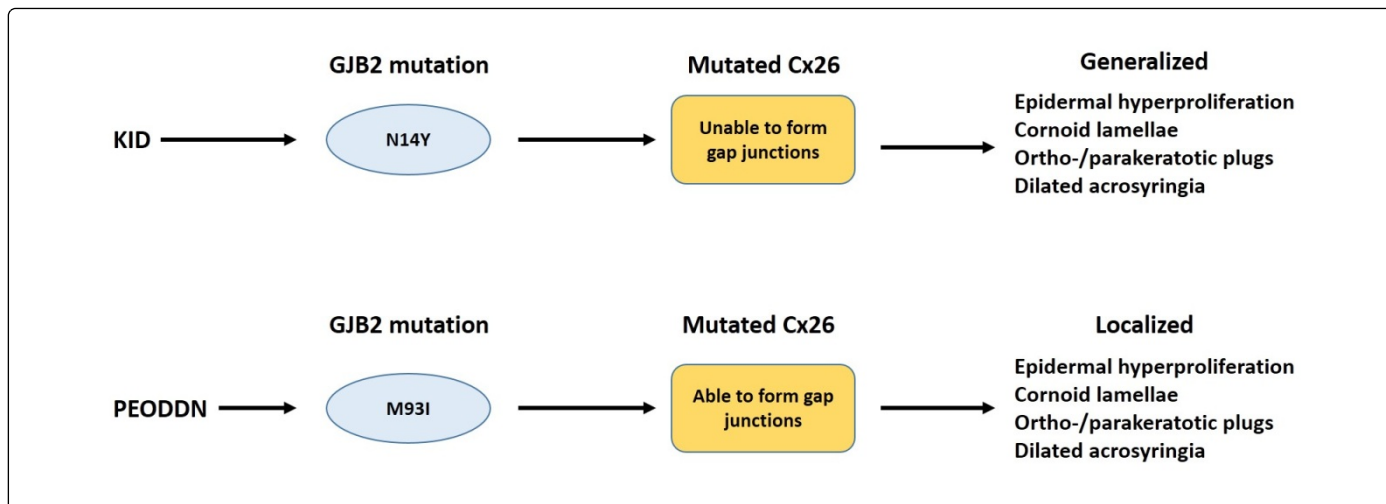 GJB2 mutation
Mutated Cx26
Generalized
KID
N14Y
Unable to form
gap junctions
Epidermal hyperproliferation
Cornoid lamellae
Ortho-/parakeratotic plugs
Dilated acrosyringia
GJB2 mutation
Mutated Cx26
Localized
PEODDN
M93I
Able to form gap
junctions
Epidermal hyperproliferation
Cornoid lamellae
Ortho-/parakeratotic plugs
Dilated acrosyringia